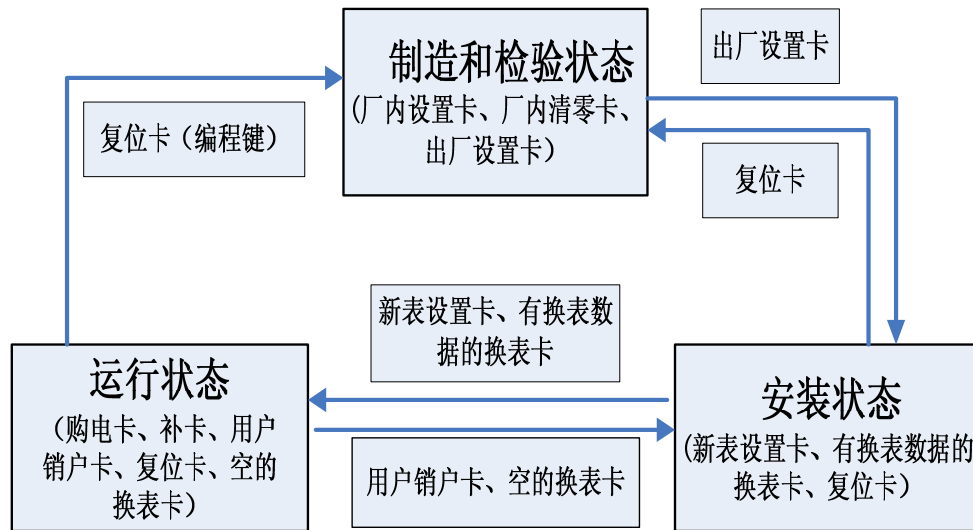 制造和检验状态
(厂内设置卡、厂内清零卡、
出厂设置卡）
出厂设置卡
复位卡（编程键）
复位卡
新表设置卡、有换表数
据的换表卡
运行状态
（购电卡、补卡、用户
销户卡、复位卡、空的
换表卡）
用户销户卡、空的换表卡
安装状态
(新表设置卡、有换表数据的
换表卡、复位卡）